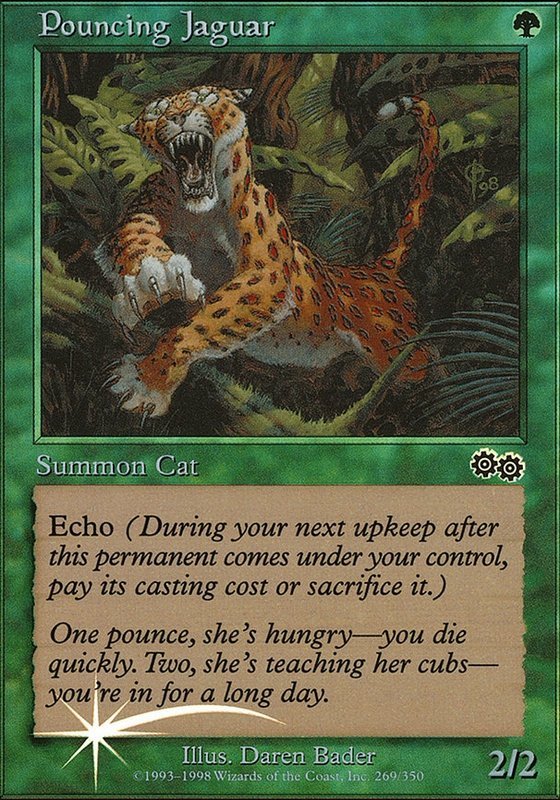 Pouncing Jaguar
98
Summon Cat
Echo (During your next upkeep after
this permanent comes under your control,
pay its casting cost or sacrifice it.)
One pounce, she's hungry—you die
quickly. Two, she's teaching her cubs—
you're in for a long day.
Illus. Daren Bader
2/2
©1993–1998 Wizards of the Coast, Inc. 269/350